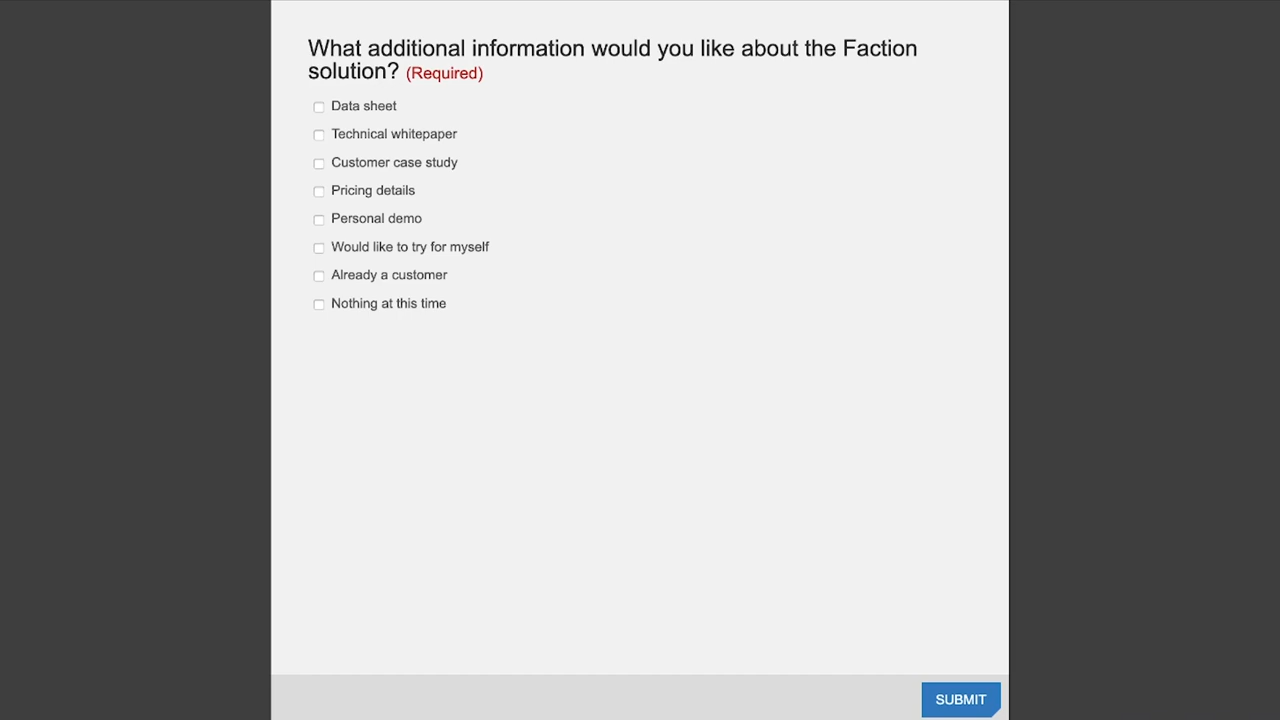 What additional information would you like about the Faction
solution? (Required)
Data sheet
Technical whitepaper
Customer case study
Pricing details
Personal demo
Would like to try for myself
Already a customer
Nothing at this time
SUBMIT